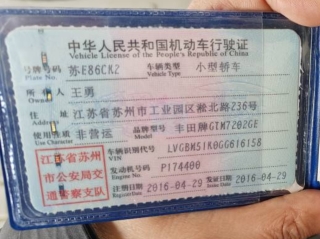 中华人民共和国机动车行驶证
Vehicle License of the People's Republic of China
号牌号码 苏E86CK2 车辆类型 小型轿车
Plate No. Vehicle Type
所有人 王勇
住址 江苏省苏州市工业园区淞北路236号
使用性质 非营运 品牌型号 丰田牌GTM7202GE
Use Character
江苏省苏州市公安局交通警察支队
车辆识别代号 LVGBM51K0GG616158
VIN
发动机号码 P174400
Engine No.
注册日期 2016-04-29 发证日期 2016-04-29
Register Date Issue Date